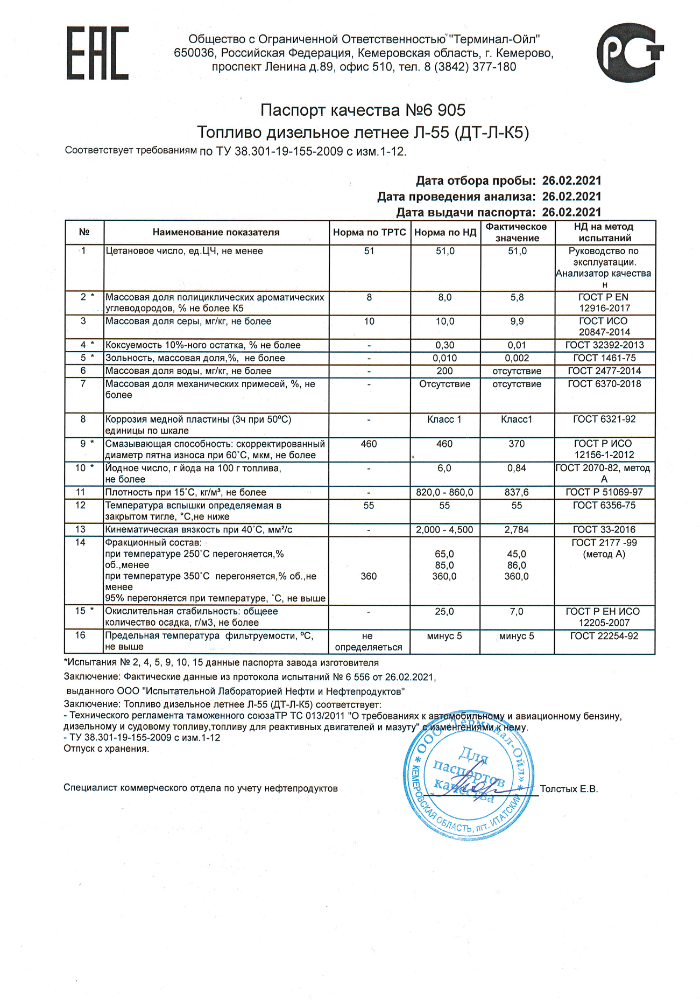 ЕАС
Общество с Ограниченной Ответственностью "Терминал-Ойл"
650036, Российская Федерация, Кемеровская область, г. Кемерово,
проспект Ленина д.89, офис 510, тел. 8 (3842) 377-180
РСТ
Паспорт качества №6 905
Топливо дизельное летнее Л-55 (ДТ-Л-К5)
Соответствует требованиям по ТУ 38.301-19-155-2009 с изм.1-12.
Дата отбора пробы: 26.02.2021
Дата проведения анализа: 26.02.2021
Дата выдачи паспорта: 26.02.2021
№ Наименование показателя Норма по ТРТС Норма по НД Фактическое значение НД на метод испытаний
1 Цетановое число, ед.ЦЧ, не менее 51 51,0 51,0 Руководство по
эксплуатации.
Анализатор качества
н
2 * Массовая доля полициклических ароматических 8 8,0 5,8 ГОСТ Р EN
углеводородов, % не более К5 12916-2017
3 Массовая доля серы, мг/кг, не более 10 10,0 9,9 ГОСТ ИСО
20847-2014
4 * Коксуемость 10%-ного остатка, % не более - 0,30 0,01 ГОСТ 32392-2013
5 * Зольность, массовая доля,%, не более - 0,010 0,002 ГОСТ 1461-75
6 Массовая доля воды, мг/кг, не более - 200 отсутствие ГОСТ 2477-2014
7 Массовая доля механических примесей, %, не - Отсутствие отсутствие ГОСТ 6370-2018
более
8 Коррозия медной пластины (3ч при 50ºС) - Класс 1 Класс1 ГОСТ 6321-92
единицы по шкале
9 * Смазывающая способность: скорректированный 460 460 370 ГОСТ Р ИСО
диаметр пятна износа при 60˚С, мкм, не более 12156-1-2012
10 * Йодное число, г йода на 100 г топлива, - 6,0 0,84 ГОСТ 2070-82, метод
не более А
11 Плотность при 15˚С, кг/м³, не более - 820,0 - 860,0 837,6 ГОСТ Р 51069-97
12 Температура вспышки определяемая в 55 55 55 ГОСТ 6356-75
закрытом тигле, °С,не ниже
13 Кинематическая вязкость при 40˚С, мм²/с - 2,000 - 4,500 2,784 ГОСТ 33-2016
14 Фракционный состав: ГОСТ 2177 -99
при температуре 250˚С перегоняется,% 65,0 45,0 (метод А)
об.,менее 85,0 86,0
при температуре 350˚С перегоняется,% об.,не 360 360,0 360,0
менее
95% перегоняется при температуре, ˚С, не выше
15 * Окислительная стабильность: общеее - 25,0 7,0 ГОСТ Р ЕН ИСО
количество осадка, г/м3, не более 12205-2007
16 Предельная температура фильтруемости, ºС, не минус 5 минус 5 ГОСТ 22254-92
не выше определяеться
*Испытания № 2, 4, 5, 9, 10, 15 данные паспорта завода изготовителя
Заключение: Фактические данные из протокола испытаний № 6 556 от 26.02.2021,
выданного ООО "Испытательной Лабораторией Нефти и Нефтепродуктов"
Заключение: Топливо дизельное летнее Л-55 (ДТ-Л-К5) соответствует:
- Технического регламента таможенного союзаТР ТС 013/2011 "О требованиях к автомобильному и авиационному бензину,
дизельному и судовому топливу,топливу для реактивных двигателей и мазуту" с изменгениями к нему.
- ТУ 38.301-19-155-2009 с изм.1-12
Отпуск с хранения.
* ООО «Терминал-Ойл» *
КЕМЕРОВСКАЯ ОБЛАСТЬ, пгт. ИТАТСКИЙ
Для
паспортов
качества
Специалист коммерческого отдела по учету нефтепродуктов Толстых Е.В.